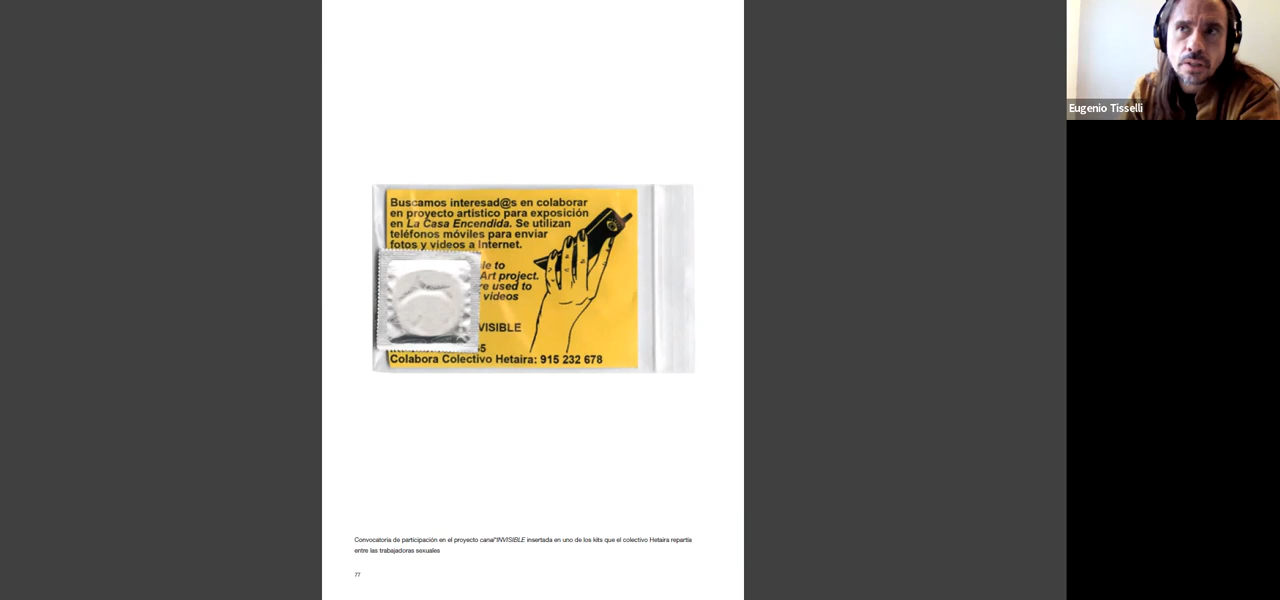 Buscamos interesad@s en colaborar
en proyecto artístico para exposición
en La Casa Encendida. Se utilizan
teléfonos móviles para enviar
fotos y videos a Internet.
le to
Art project.
re used to
videos
VISIBLE
Colabora Colectivo Hetaira: 915 232 678
Convocatoria de participación en el proyecto canal*INVISIBLE insertada en uno de los kits que el colectivo Hetaira repartía
entre las trabajadoras sexuales
77
Eugenio Tisselli